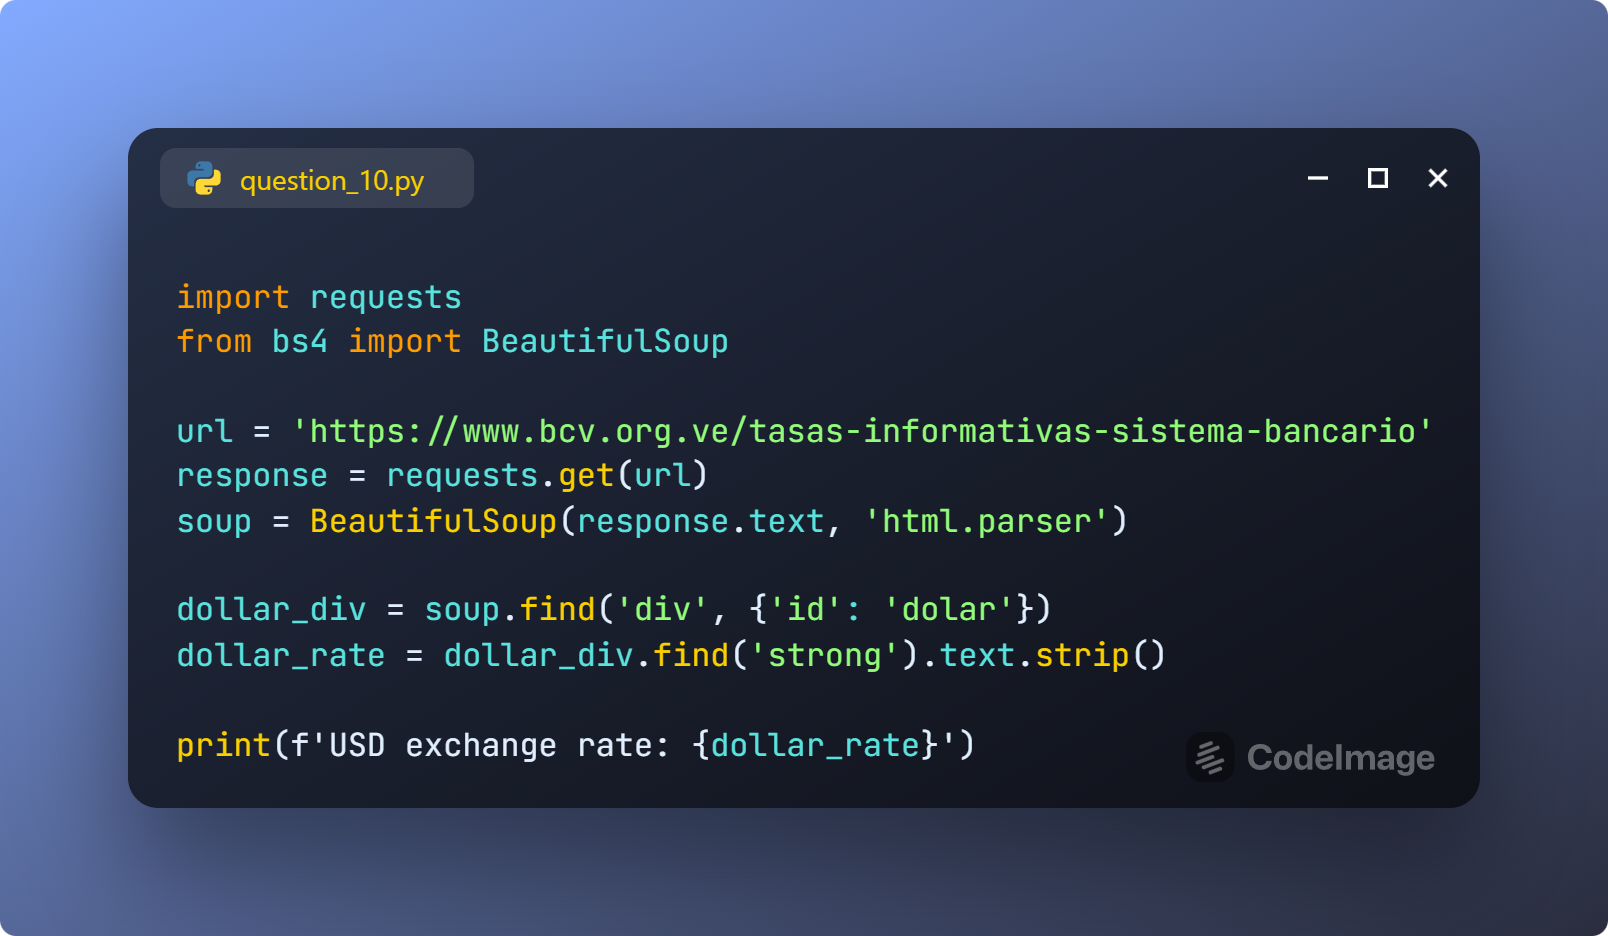 question_10.py
import requests
from bs4 import BeautifulSoup
url = 'https://www.bcv.org.ve/tasas-informativas-sistema-bancario'
response = requests.get(url)
soup = BeautifulSoup(response.text, 'html.parser')
dollar_div = soup.find('div', {'id': 'dolar'})
dollar_rate = dollar_div.find('strong').text.strip()
print(f'USD exchange rate: {dollar_rate}')
CodeImage